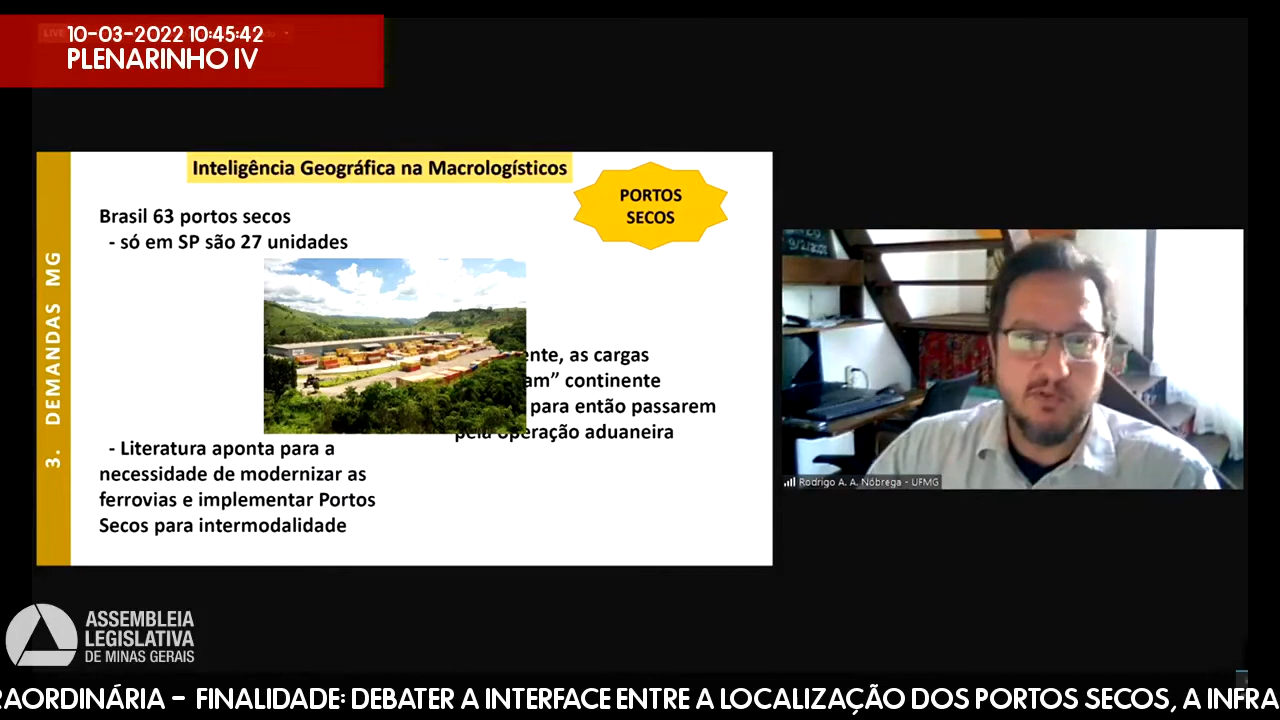 LIVE
10-03-2022 10:45:42
PLENARINHO IV
Inteligência Geográfica na Macrologísticos
PORTOS
SECOS
Brasil 63 portos secos
- só em SP são 27 unidades
3. DEMANDAS MG
ente, as cargas
am” continente
para então passarem
pela operação aduaneira
- Literatura aponta para a
necessidade de modernizar as
ferrovias e implementar Portos
Secos para intermodalidade
Rodrigo A. A. Nóbrega - UFMG
ASSEMBLEIA
LEGISLATIVA
DE MINAS GERAIS
RAORDINÁRIA - FINALIDADE: DEBATER A INTERFACE ENTRE A LOCALIZAÇÃO DOS PORTOS SECOS, A INFRA